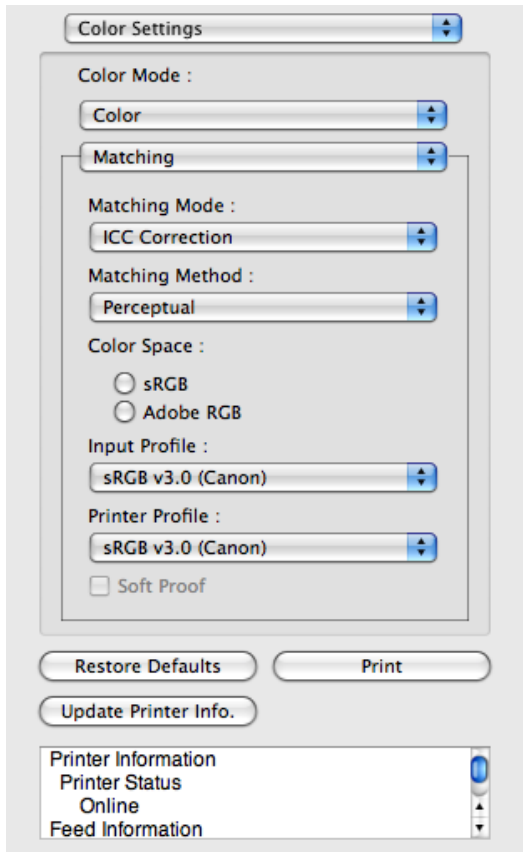 Color Settings
Color Mode :
Color
Matching
Matching Mode :
ICC Correction
Matching Method :
Perceptual
Color Space :
sRGB
Adobe RGB
Input Profile :
sRGB v3.0 (Canon)
Printer Profile :
sRGB v3.0 (Canon)
Soft Proof
Restore Defaults Print
Update Printer Info.
Printer Information
Printer Status
Online
Feed Information